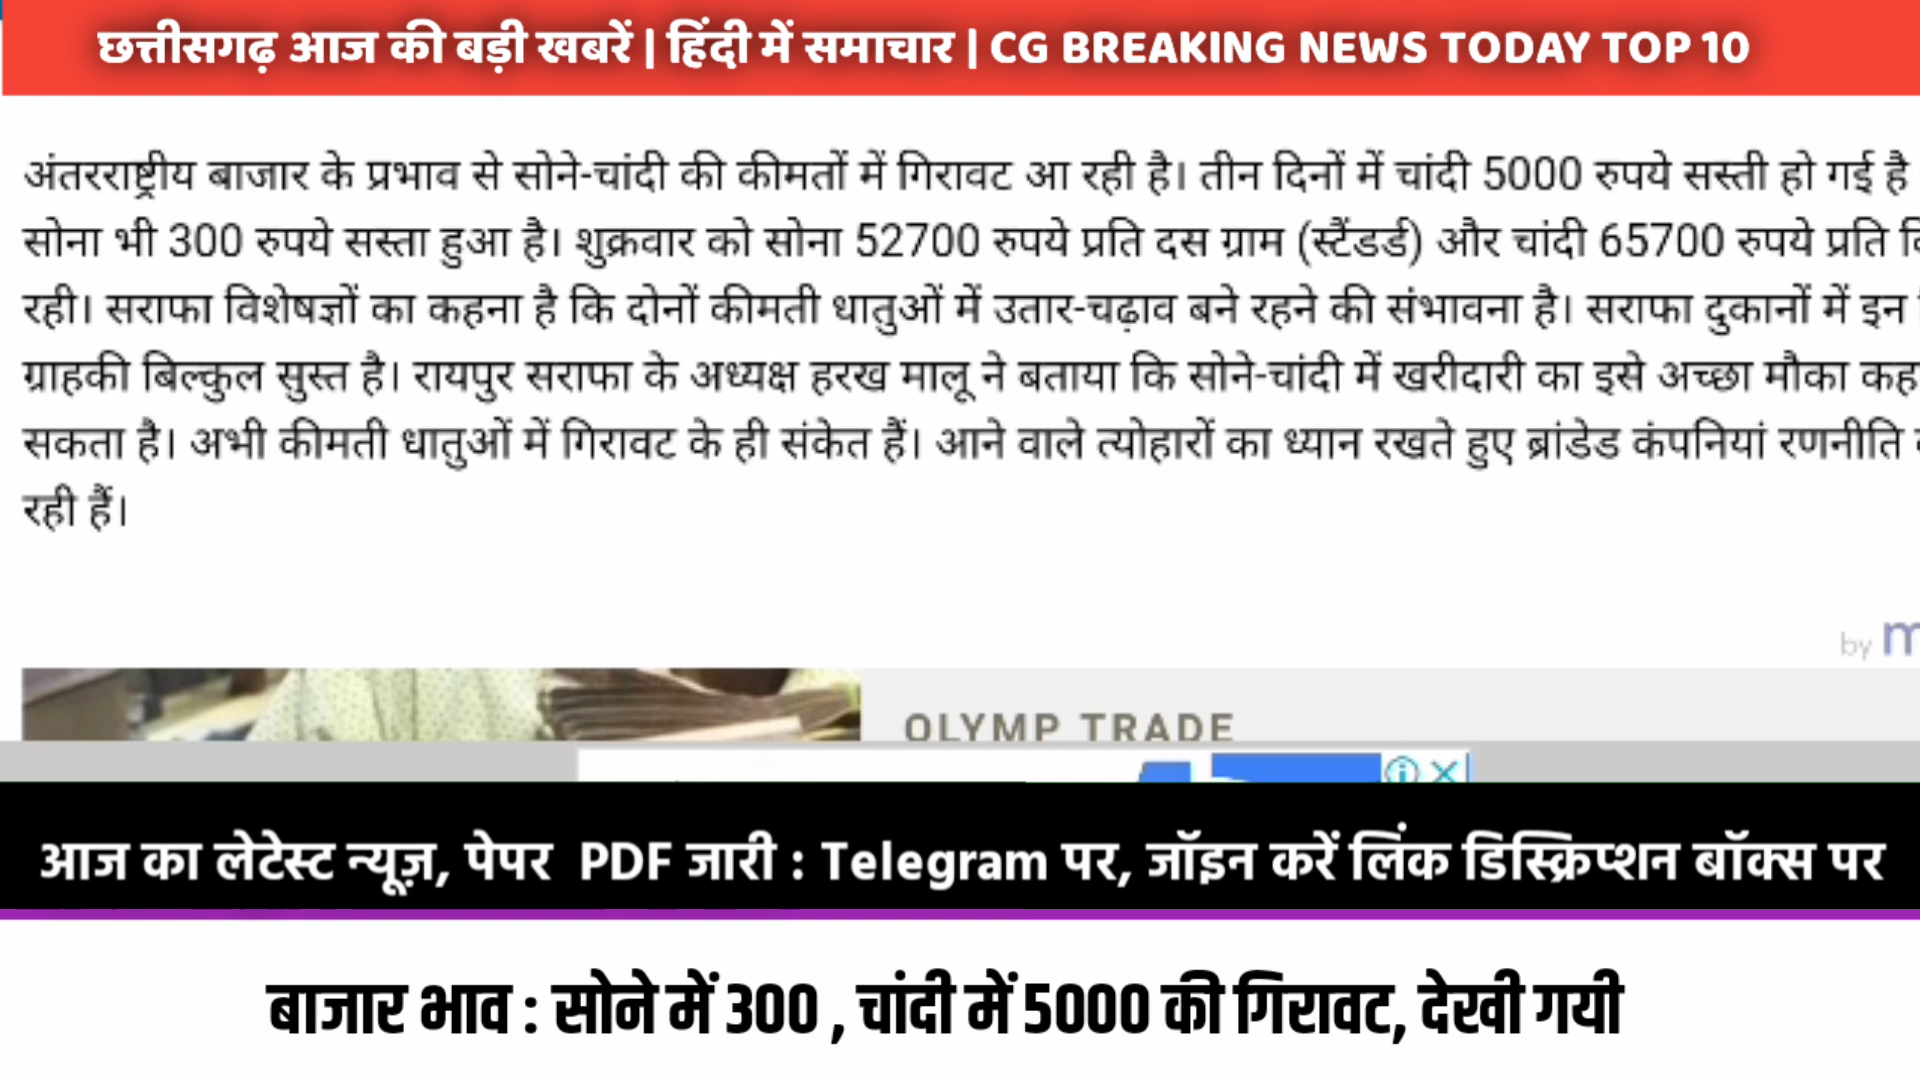 छत्तीसगढ़ आज की बड़ी खबरें | हिंदी में समाचार | CG BREAKING NEWS TODAY TOP 10
अंतरराष्ट्रीय बाजार के प्रभाव से सोने-चांदी की कीमतों में गिरावट आ रही है। तीन दिनों में चांदी 5000 रुपये सस्ती हो गई है
सोना भी 300 रुपये सस्ता हुआ है। शुक्रवार को सोना 52700 रुपये प्रति दस ग्राम (स्टैंडर्ड) और चांदी 65700 रुपये प्रति
रही। सराफा विशेषज्ञों का कहना है कि दोनों कीमती धातुओं में उतार-चढ़ाव बने रहने की संभावना है। सराफा दुकानों में इन
ग्राहकी बिल्कुल सुस्त है। रायपुर सराफा के अध्यक्ष हरख मालू ने बताया कि सोने-चांदी में खरीदारी का इसे अच्छा मौका कह
सकता है। अभी कीमती धातुओं में गिरावट के ही संकेत हैं। आने वाले त्योहारों का ध्यान रखते हुए ब्रांडेड कंपनियां रणनीति
रही हैं।
by m
OLYMP TRADE
आज का लेटेस्ट न्यूज़, पेपर PDF जारी : Telegram पर, जॉइन करें लिंक डिस्क्रिप्शन बॉक्स पर
बाजार भाव : सोने में 300 , चांदी में 5000 की गिरावट, देखी गयी